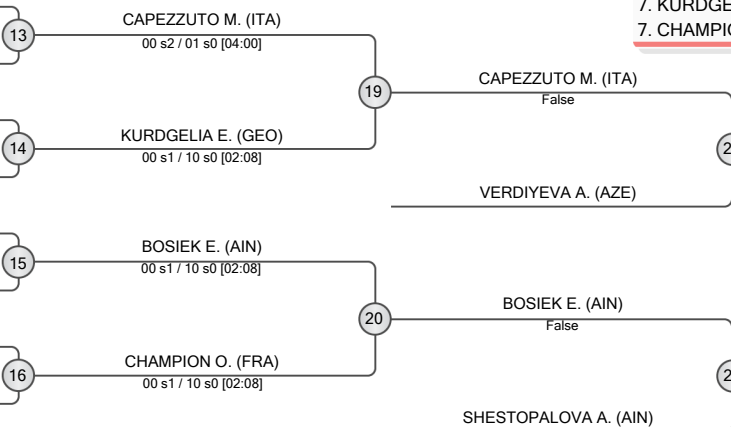 7. KURDGE
7. CHAMPIO
13
CAPEZZUTO M. (ITA)
00 s2 / 01 s0 [04:00]
19
CAPEZZUTO M. (ITA)
False
14
KURDGELIA E. (GEO)
00 s1 / 10 s0 [02:08]
2
VERDIYEVA A. (AZE)
15
BOSIEK E. (AIN)
00 s1 / 10 s0 [02:08]
20
BOSIEK E. (AIN)
False
16
CHAMPION O. (FRA)
00 s1 / 10 s0 [02:08]
2
SHESTOPALOVA A. (AIN)